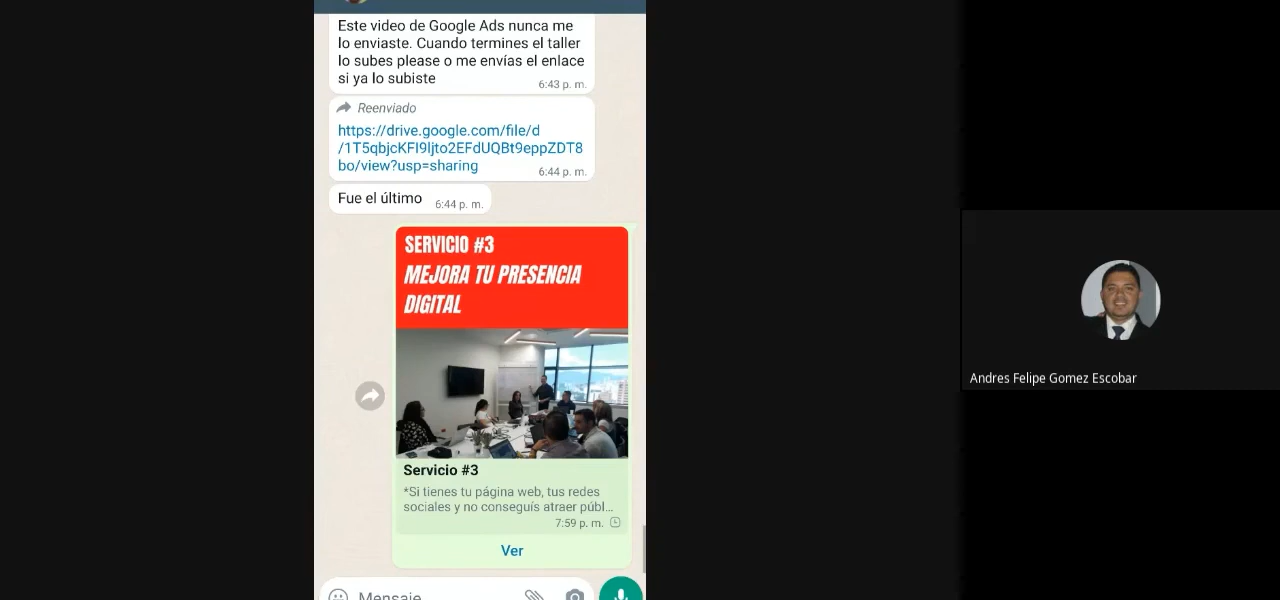 Este video de Google Ads nunca me
lo enviaste. Cuando termines el taller
lo subes please o me envías el enlace
si ya lo subiste
6:43 p. m.
Reenviado
https://drive.google.com/file/d
/1T5qbjcKFI9ljto2EFdUQBt9eppZDT8
bo/view?usp=sharing
6:44 p. m.
Fue el último
6:44 p. m.
SERVICIO #3
MEJORA TU PRESENCIA
DIGITAL
Servicio #3
*Si tienes tu página web, tus redes
sociales y no conseguís atraer públ...
7:59 p. m.
Ver
Mensaje
Andres Felipe Gomez Escobar